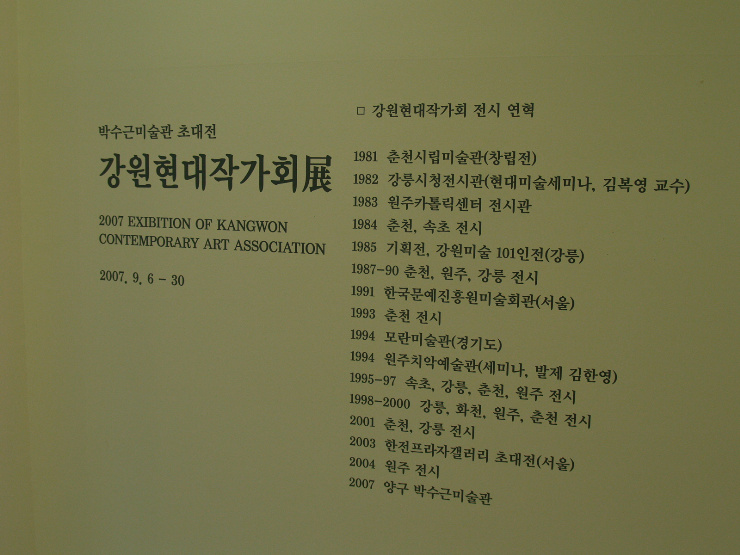 박수근미술관 초대전
강원현대작가회展
2007 EXIBITION OF KANGWON
CONTEMPORARY ART ASSOCIATION
2007. 9. 6 - 30
□ 강원현대작가회 전시 연혁
1981 춘천시립미술관(창립전)
1982 강릉시청전시관(현대미술세미나, 김복영 교수)
1983 원주카톨릭센터 전시관
1984 춘천, 속초 전시
1985 기획전, 강원미술 101인전(강릉)
1987-90 춘천, 원주, 강릉 전시
1991 한국문예진흥원미술회관(서울)
1993 춘천 전시
1994 모란미술관(경기도)
1994 원주치악예술관(세미나, 발제 김한영)
1995-97 속초, 강릉, 춘천, 원주 전시
1998-2000 강릉, 화천, 원주, 춘천 전시
2001 춘천, 강릉 전시
2003 한전프라자갤러리 초대전(서울)
2004 원주 전시
2007 양구 박수근미술관